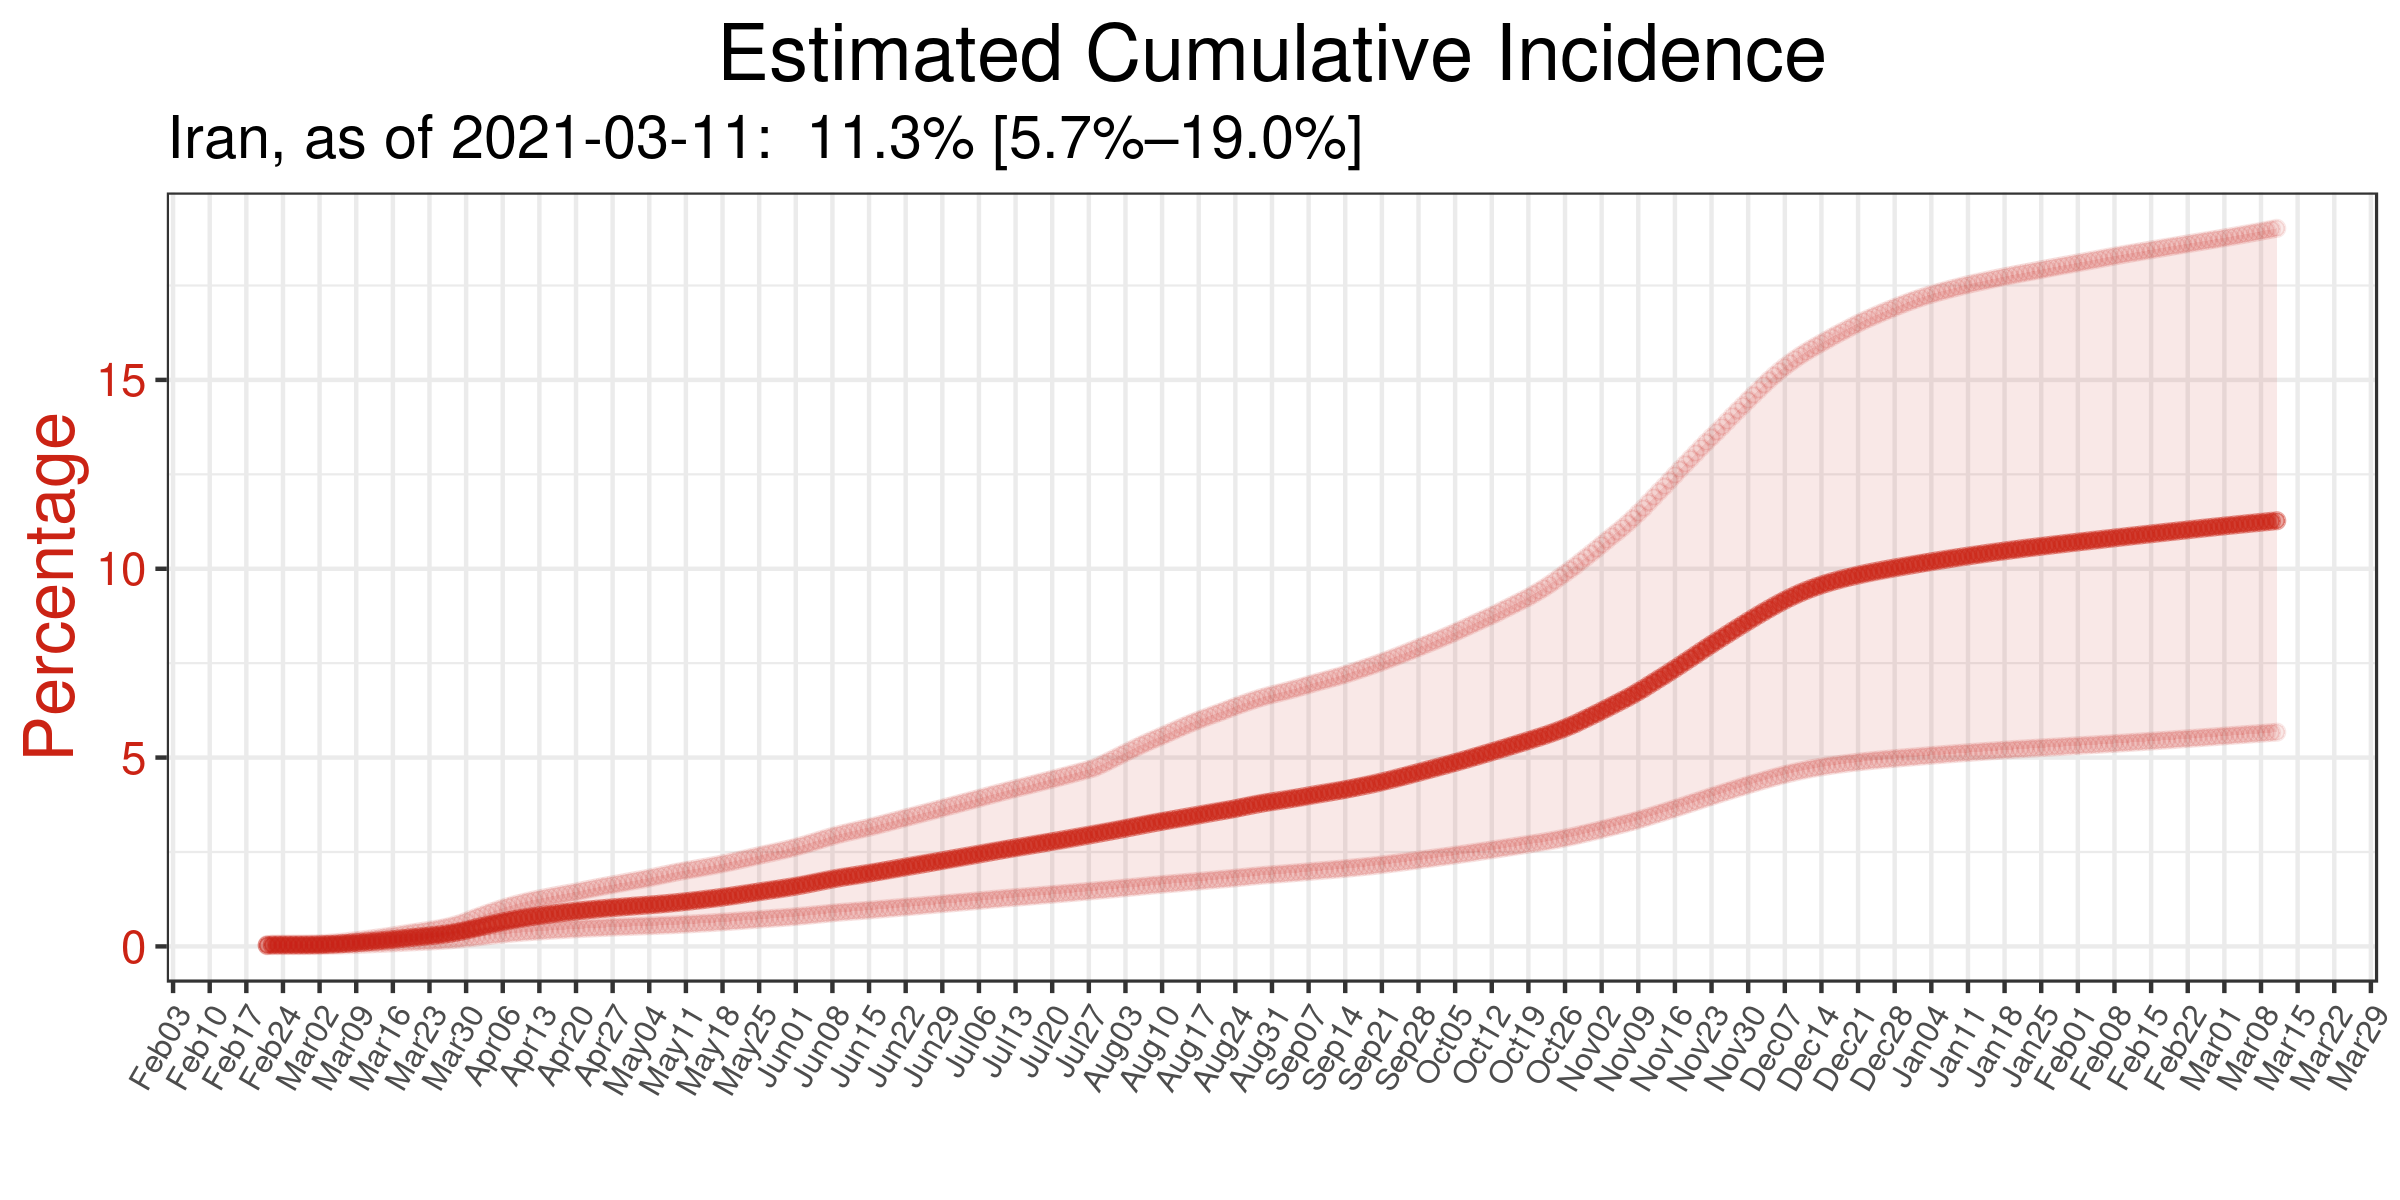 Estimated Cumulative Incidence
Iran, as of 2021-03-11:  11.3% [5.7%–19.0%]
Percentage
15
10
5
0
Feb03
Feb10
Feb17
Feb24
Mar02
Mar09
Mar16
Mar23
Mar30
Apr06
Apr13
Apr20
Apr27
May04
May11
May18
May25
Jun01
Jun08
Jun15
Jun22
Jun29
Jul06
Jul13
Jul20
Jul27
Aug03
Aug10
Aug17
Aug24
Aug31
Sep07
Sep14
Sep21
Sep28
Oct05
Oct12
Oct19
Oct26
Nov02
Nov09
Nov16
Nov23
Nov30
Dec07
Dec14
Dec21
Dec28
Jan04
Jan11
Jan18
Jan25
Feb01
Feb08
Feb15
Feb22
Mar01
Mar08
Mar15
Mar22
Mar29